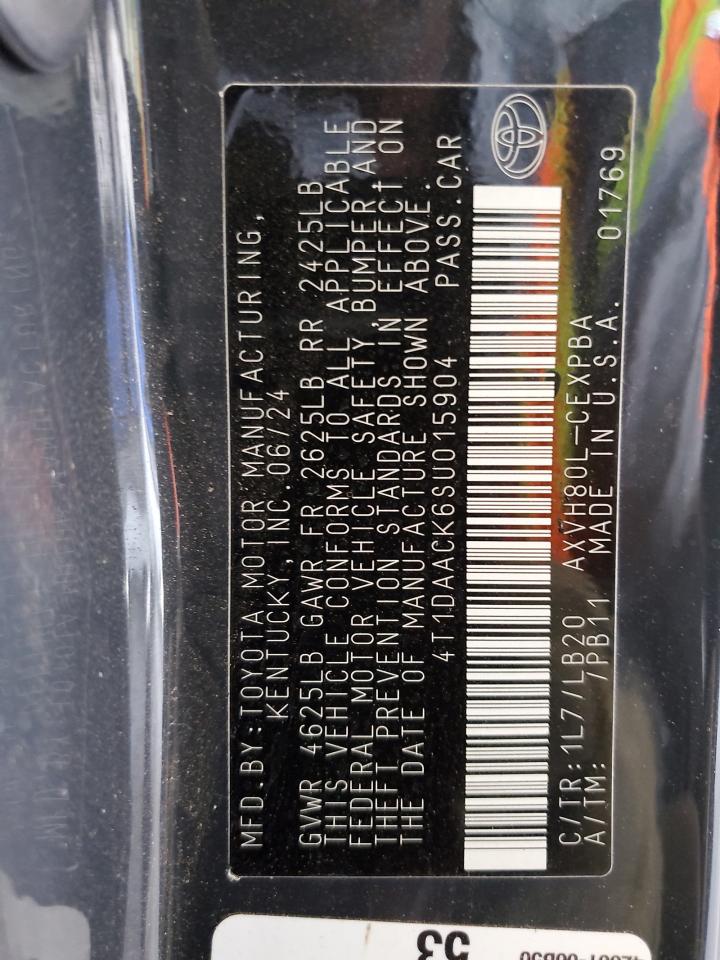 MFD.BY:TOYOTA MOTOR MANUFACTURING,
KENTUCKY, INC. 06/24
GVWR 4625LB GAWR FR 2625LB RR 2425LB
THIS VEHICLE CONFORMS TO ALL APPLICABLE
FEDERAL MOTOR VEHICLE SAFETY, BUMPER, AND
THEFT PREVENTION STANDARDS IN EFFECT ON
THE DATE OF MANUFACTURE SHOWN ABOVE.
4T1DAACK6SU015904 PASS.CAR
C/TR:1L7/LB20 AXVH80L-CEXPBA
A/TM: /PB11 MADE IN U.S.A. 01769
53